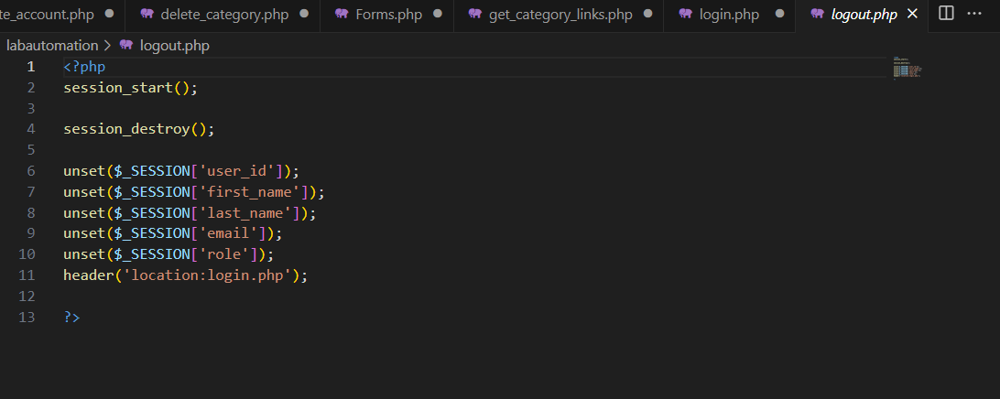 te_account.php
delete_category.php
Forms.php
get_category_links.php
login.php
logout.php
labautomation > logout.php
1 <?php
2 session_start();
3
4 session_destroy();
5
6 unset($_SESSION['user_id']);
7 unset($_SESSION['first_name']);
8 unset($_SESSION['last_name']);
9 unset($_SESSION['email']);
10 unset($_SESSION['role']);
11 header('location:login.php');
12
13 ?>